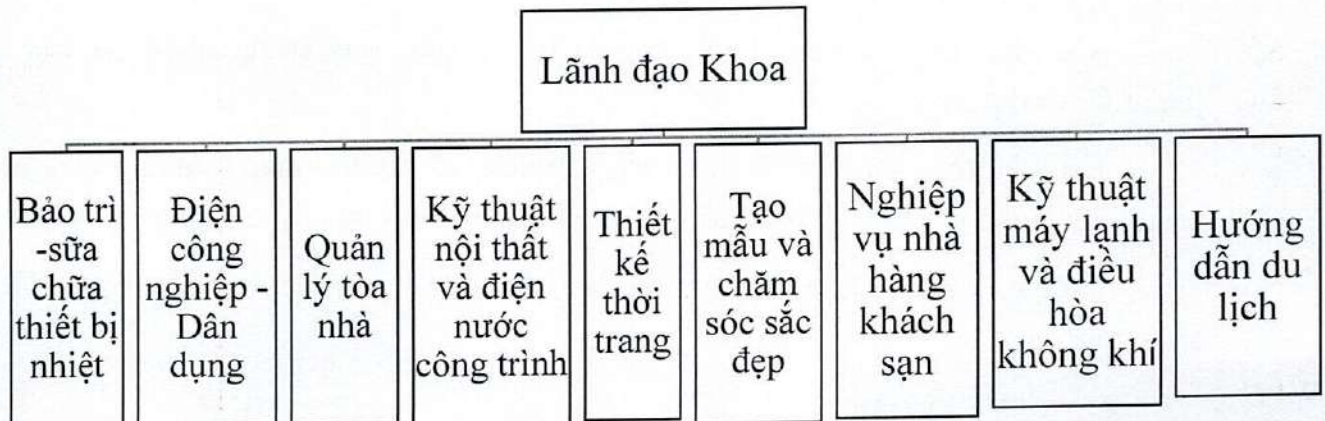 Lãnh đạo Khoa
Bảo trì
-sữa
chữa
thiết bị
nhiệt
Điện
công
nghiệp -
Dân
dụng
Quản
lý tòa
nhà
Kỹ thuật
nội thất
và điện
nước
công trình
Thiết
kế
thời
trang
Tạo
mẫu và
chăm
sóc sắc
đẹp
Nghiệp
vụ nhà
hàng
khách
sạn
Kỹ thuật
máy lạnh
và điều
hòa
không khí
Hướng
dẫn du
lịch